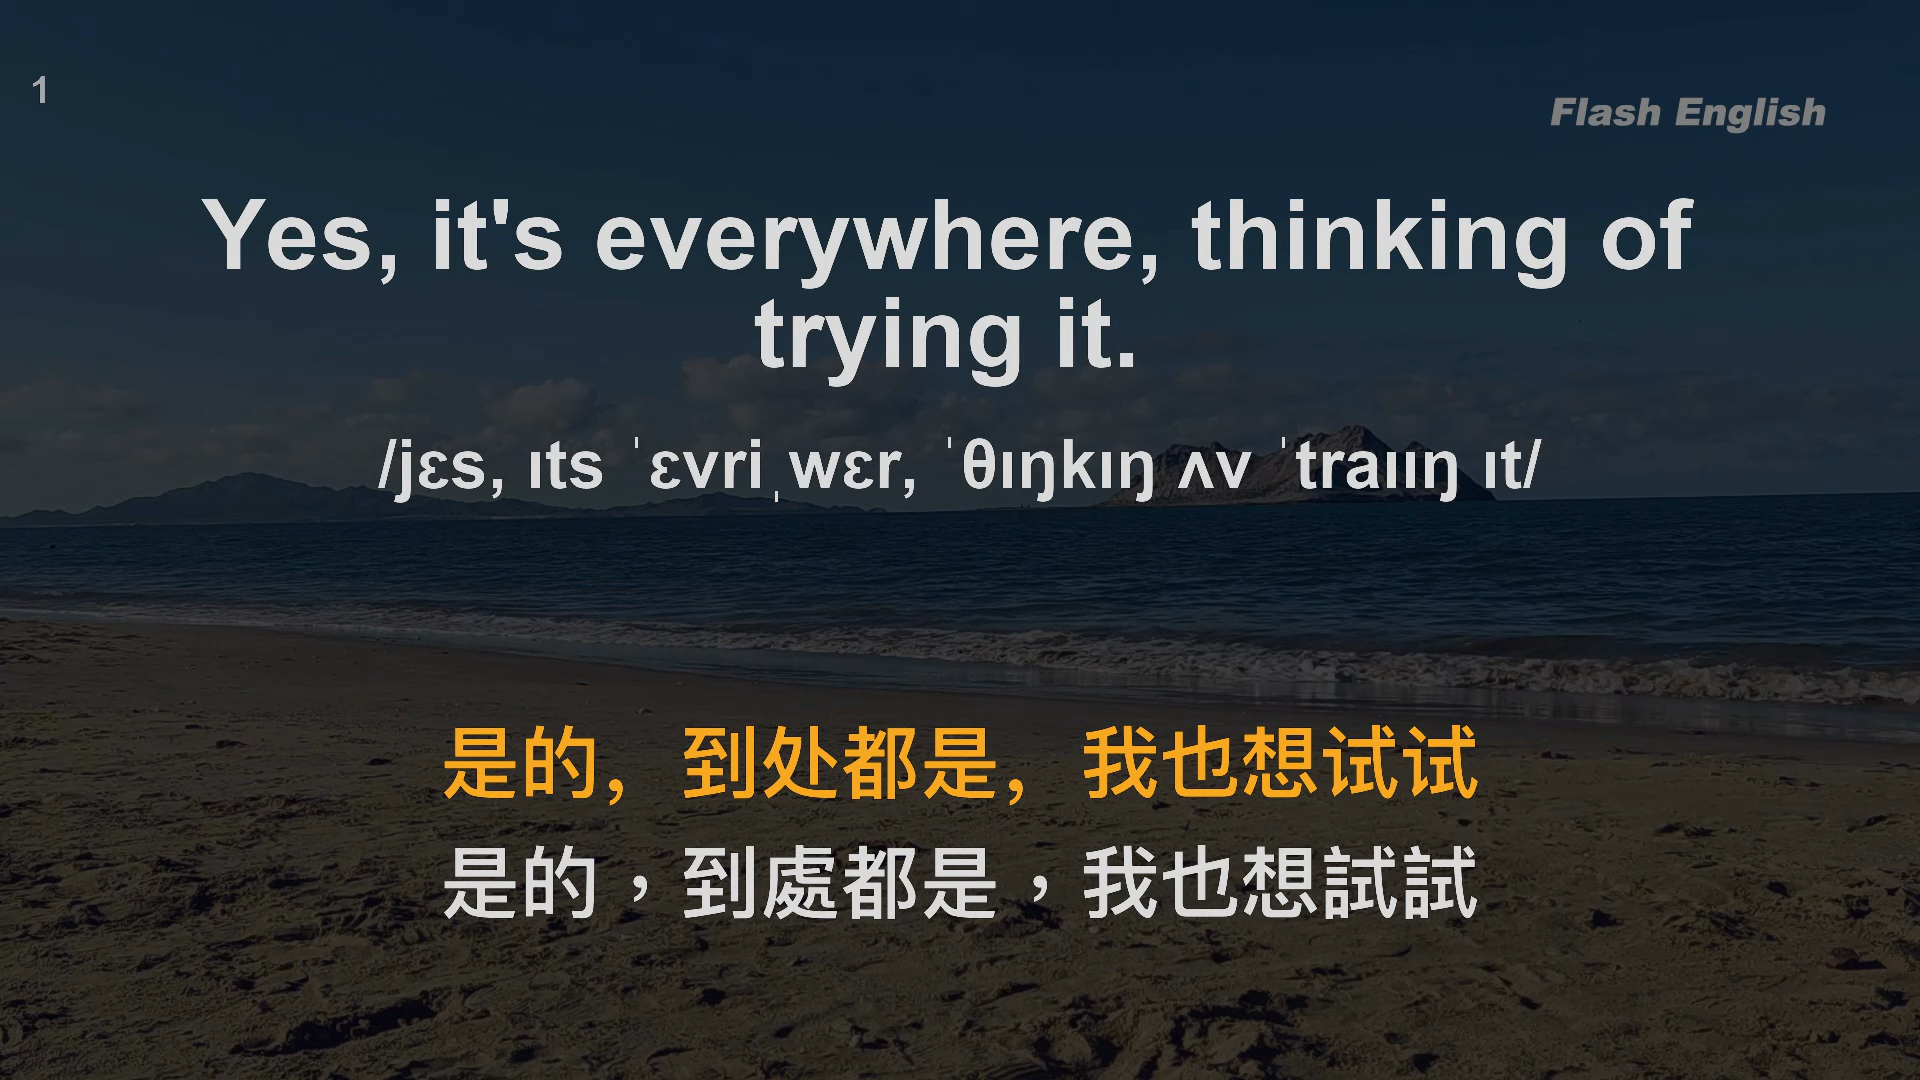 1
Flash English
Yes, it's everywhere, thinking of
trying it.
/jɛs, ɪts ˈɛvriˌwɛr, ˈθɪŋkɪŋ ʌv ˈtraɪɪŋ ɪt/
是的，到处都是，我也想试试
是的，到處都是，我也想試試